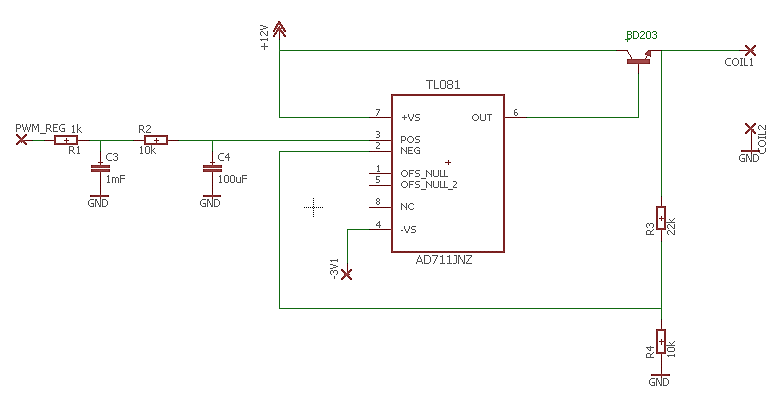 +12V
BD203
COIL1
TL081
7 +VS OUT 6
PWM_REG 1k R2
3 POS
R1 10k
2 NEG
COIL2
GND
C3 C4
1mF 100uF
1 OFS_NULL
5 OFS_NULL_2
GND GND
8 NC
R3 22k
4 -VS
-3V1
AD711JNZ
R4 10k
GND